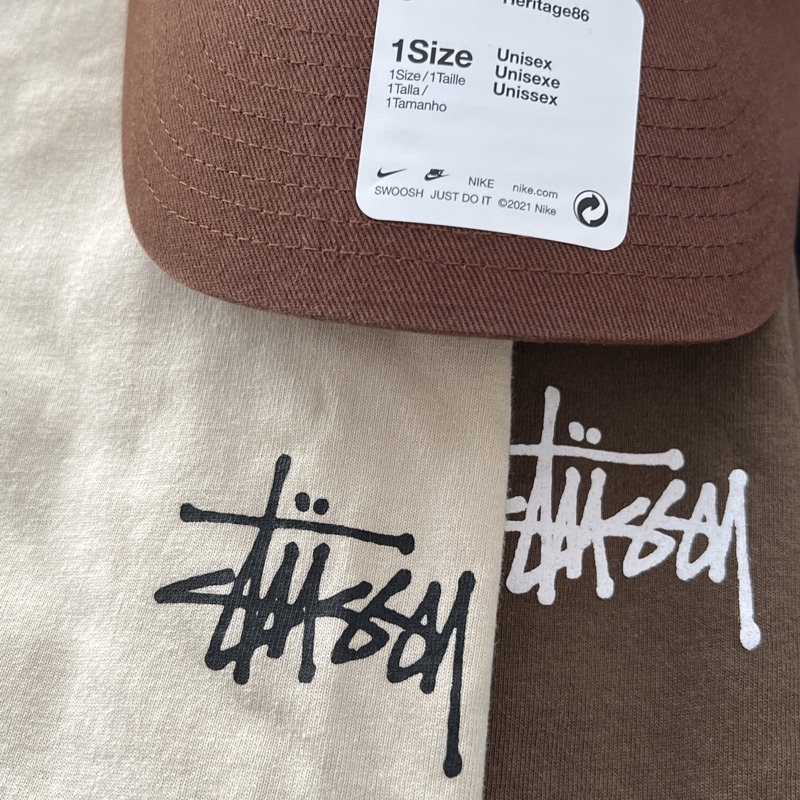 Heritage86
1Size
1Size/1Taille
1Talla/
1Tamanho
Unisex
Unisexe
Unissex
NIKE nike.com
SWOOSH JUST DO IT ©2021 Nike
Stüssy
Stüssy